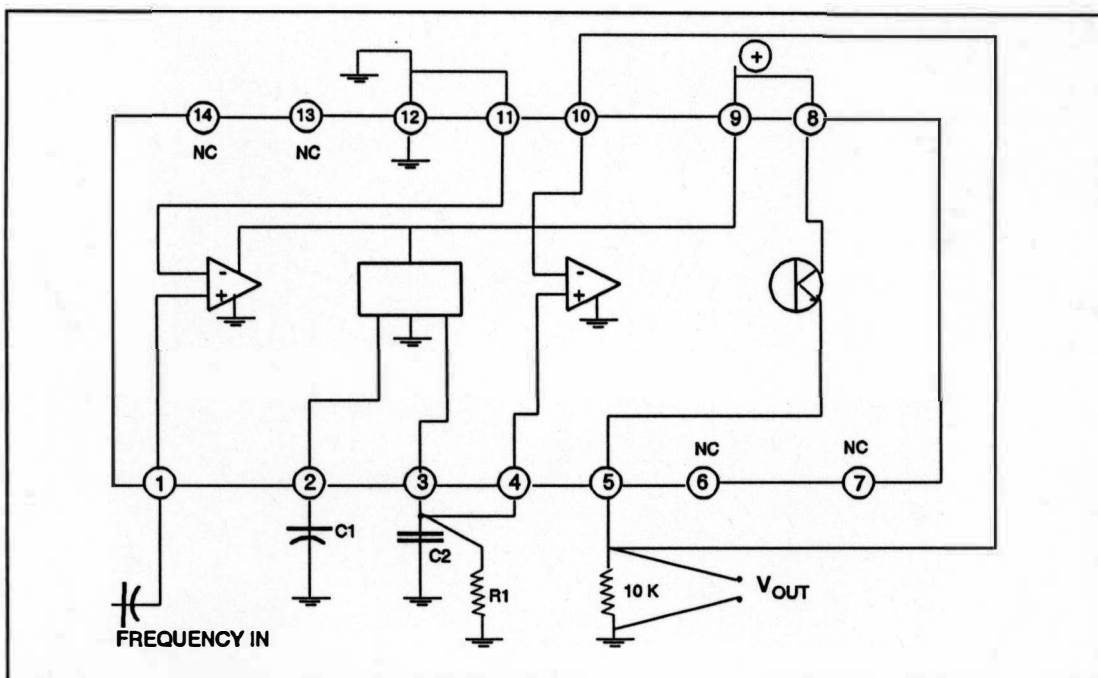 +
14 13 12 11 10 9 8
NC NC
-
+
-
+
NC NC
1 2 3 4 5 6 7
C1
C2
R1
10 K
VOUT
FREQUENCY IN